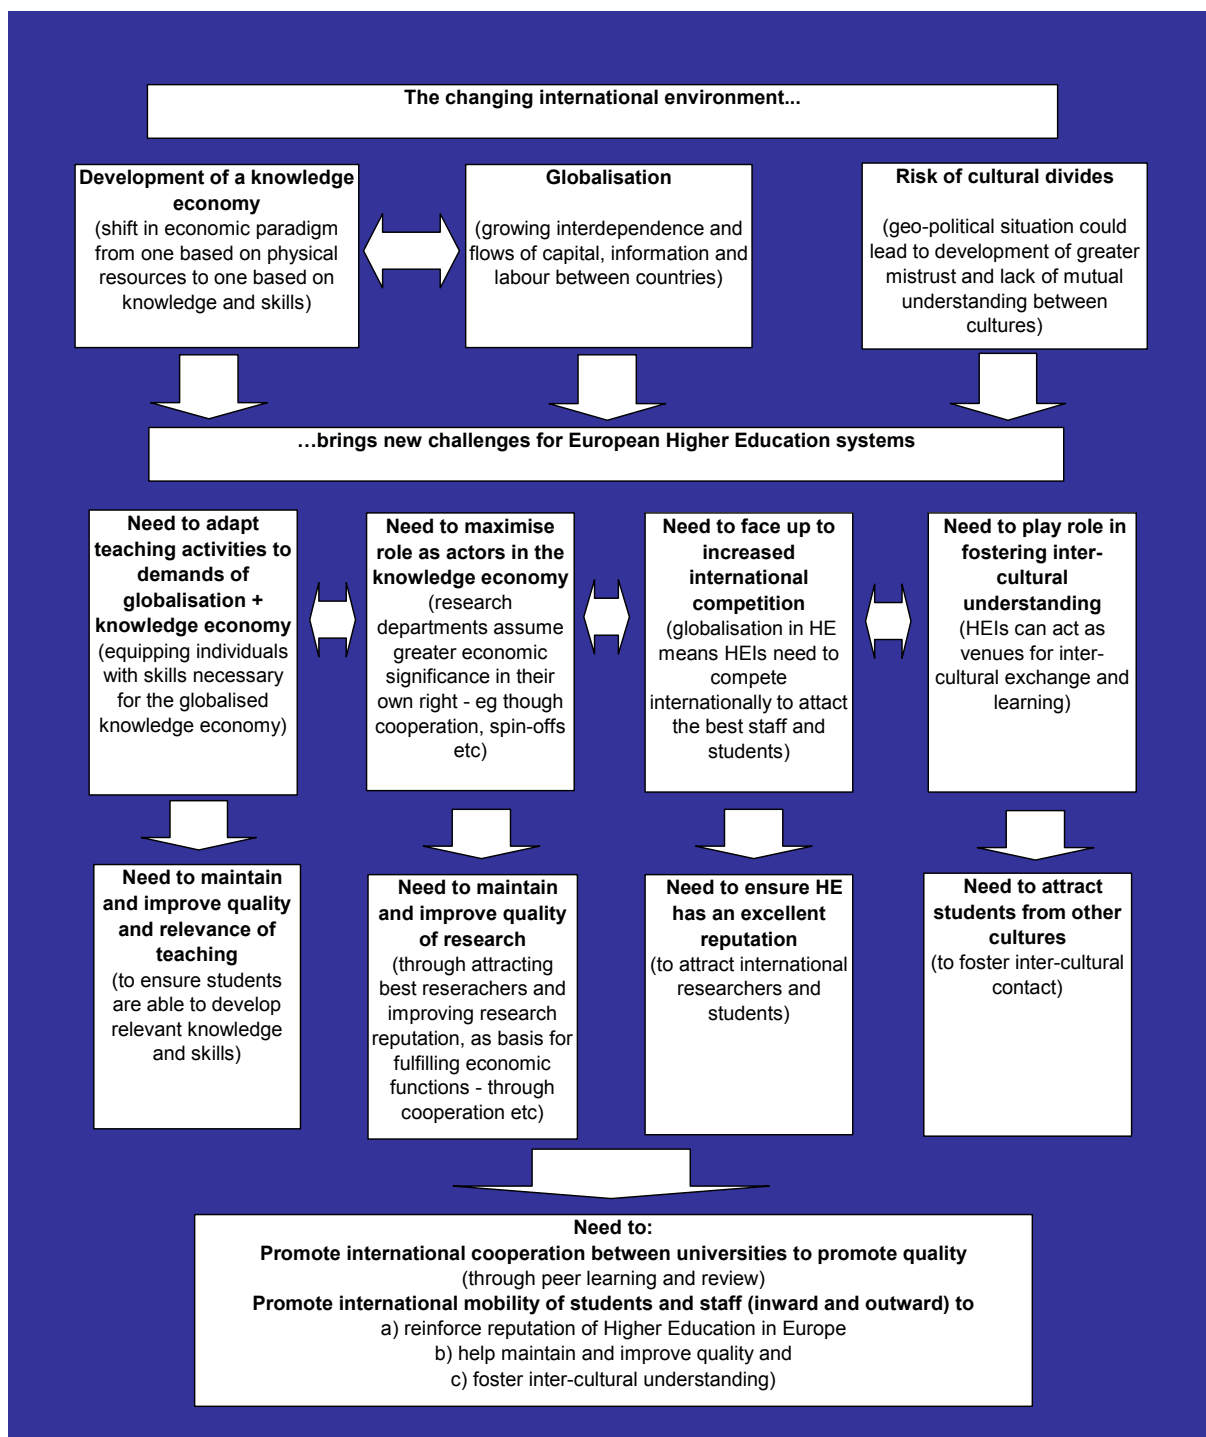 The changing international environment...
Development of a knowledge
economy
(shift in economic paradigm
from one based on physical
resources to one based on
knowledge and skills)
Globalisation
(growing interdependence and
flows of capital, information and
labour between countries)
Risk of cultural divides
(geo-political situation could
lead to development of greater
mistrust and lack of mutual
understanding between
cultures)
…brings new challenges for European Higher Education systems
Need to adapt
teaching activities to
demands of
globalisation +
knowledge economy
(equipping individuals
with skills necessary
for the globalised
knowledge economy)
Need to maximise
role as actors in the
knowledge economy
(research
departments assume
greater economic
significance in their
own right - eg though
cooperation, spin-offs
etc)
Need to face up to
increased
international
competition
(globalisation in HE
means HEIs need to
compete
internationally to attact
the best staff and
students)
Need to play role in
fostering inter-
cultural
understanding
(HEIs can act as
venues for inter-
cultural exchange and
learning)
Need to maintain
and improve quality
and relevance of
teaching
(to ensure students
are able to develop
relevant knowledge
and skills)
Need to maintain
and improve quality
of research
(through attracting
best reserachers and
improving research
reputation, as basis for
fulfilling economic
functions - through
cooperation etc)
Need to ensure HE
has an excellent
reputation
(to attract international
researchers and
students)
Need to attract
students from other
cultures
(to foster inter-cultural
contact)
Need to:
Promote international cooperation between universities to promote quality
(through peer learning and review)
Promote international mobility of students and staff (inward and outward) to
a) reinforce reputation of Higher Education in Europe
b) help maintain and improve quality and
c) foster inter-cultural understanding)